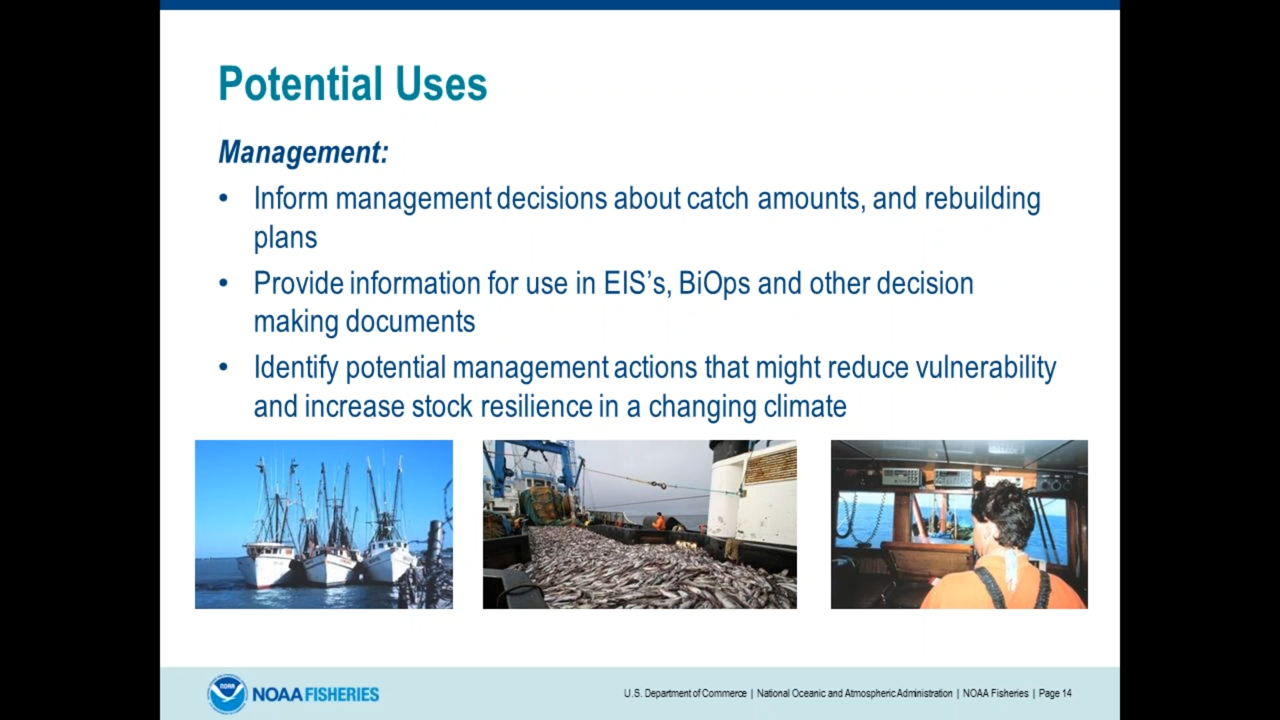 Potential Uses
Management:
• Inform management decisions about catch amounts, and rebuilding
plans
• Provide information for use in EIS’s, BiOps and other decision
making documents
• Identify potential management actions that might reduce vulnerability
and increase stock resilience in a changing climate
NOAA
NOAA FISHERIES
U.S. Department of Commerce | National Oceanic and Atmospheric Administration | NOAA Fisheries | Page 14